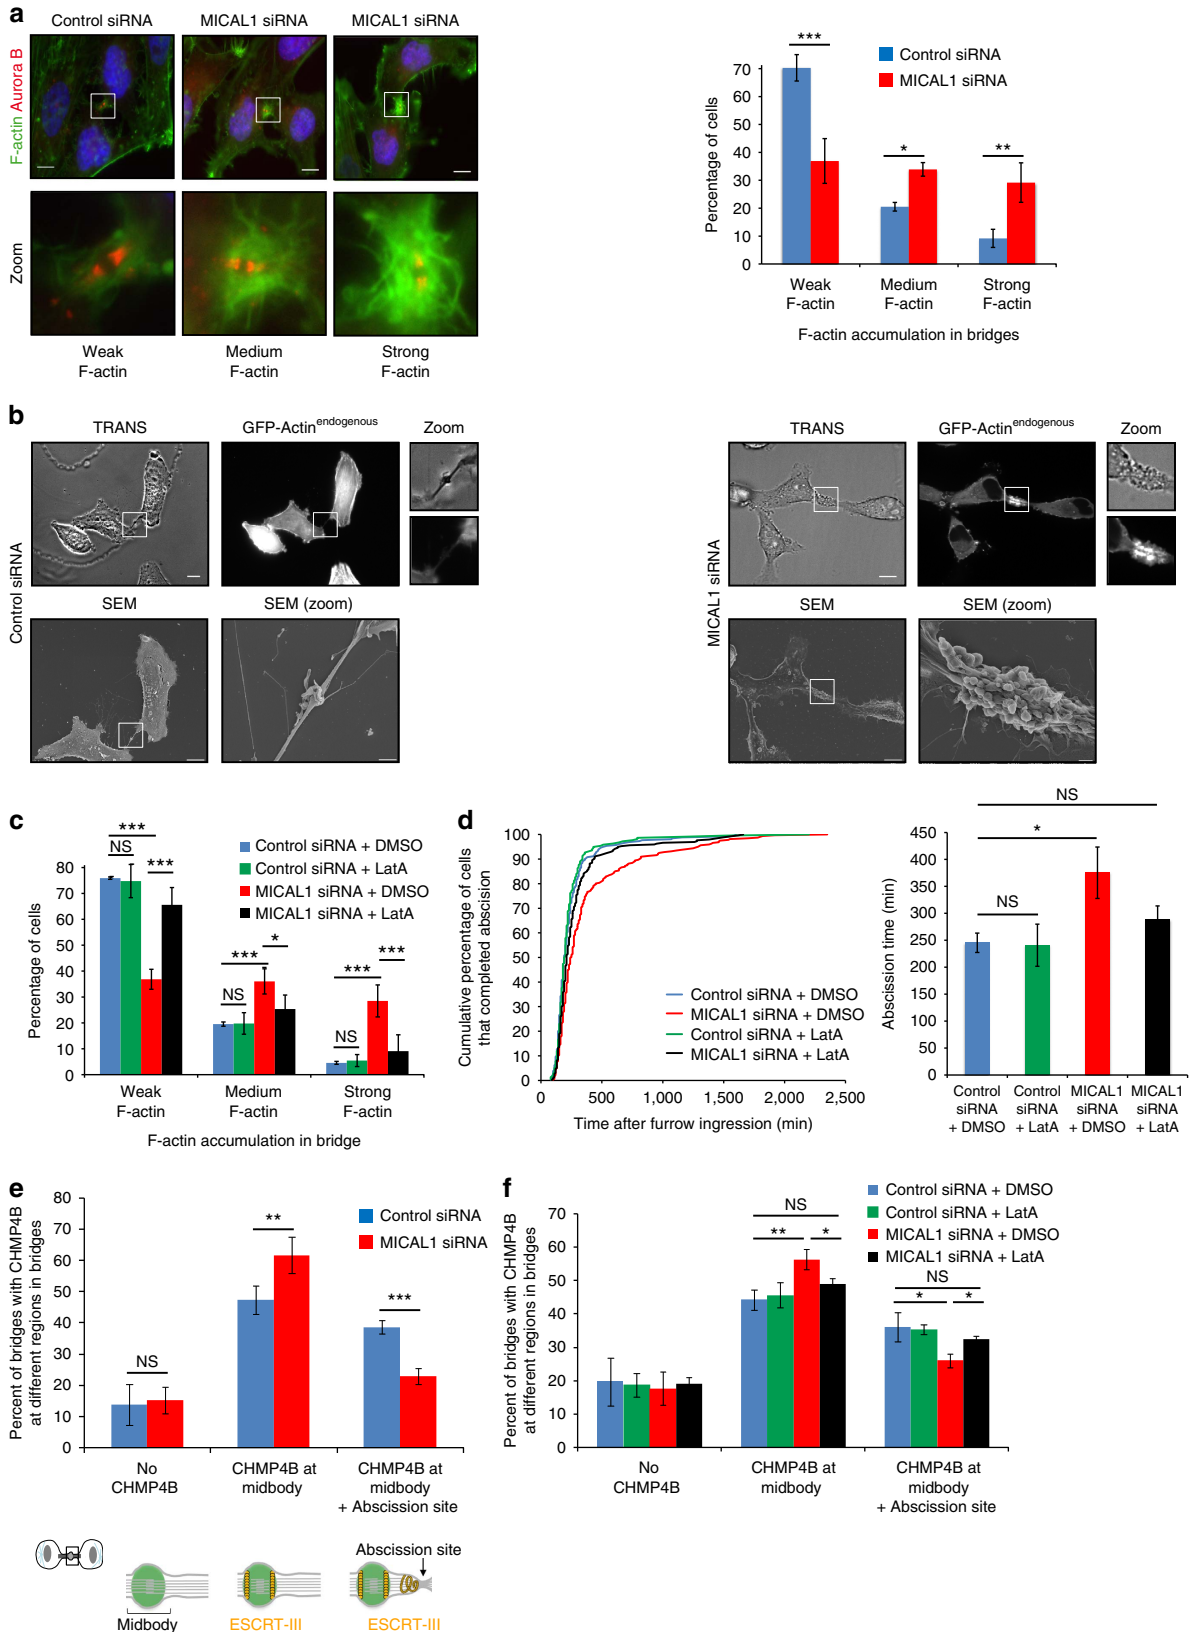 a
Control siRNA
MICAL1 siRNA
MICAL1 siRNA
F-actin Aurora B
Zoom
Weak
F-actin
Medium
F-actin
Strong
F-actin
Percentage of cells
70
60
50
40
30
20
10
0
***
*
**
Control siRNA
MICAL1 siRNA
Weak
F-actin
Medium
F-actin
Strong
F-actin
F-actin accumulation in bridges
b
Control siRNA
TRANS
GFP-Actinendogenous
Zoom
SEM
SEM (zoom)
MICAL1 siRNA
TRANS
GFP-Actinendogenous
Zoom
SEM
SEM (zoom)
c
Percentage of cells
80
70
60
50
40
30
20
10
0
***
NS
***
***
*
NS
***
***
NS
Control siRNA + DMSO
Control siRNA + LatA
MICAL1 siRNA + DMSO
MICAL1 siRNA + LatA
Weak
F-actin
Medium
F-actin
Strong
F-actin
F-actin accumulation in bridge
d
Cumulative percentage of cells
that completed abscision
100
90
80
70
60
50
40
30
20
10
0
Control siRNA + DMSO
MICAL1 siRNA + DMSO
Control siRNA + LatA
MICAL1 siRNA + LatA
0
500
1,000
1,500
2,000
2,500
Time after furrow ingression (min)
Abscission time (min)
450
400
350
300
250
200
150
100
50
0
NS
*
NS
Control
siRNA
+ DMSO
Control
siRNA
+ LatA
MICAL1
siRNA
+ DMSO
MICAL1
siRNA
+ LatA
e
Percent of bridges with CHMP4B
at different regions in bridges
80
70
60
50
40
30
20
10
0
NS
**
***
Control siRNA
MICAL1 siRNA
No
CHMP4B
CHMP4B at
midbody
CHMP4B at
midbody
+ Abscission site
Abscission site
Midbody
ESCRT-III
ESCRT-III
f
Percent of bridges with CHMP4B
at different regions in bridges
70
60
50
40
30
20
10
0
Control siRNA + DMSO
Control siRNA + LatA
MICAL1 siRNA + DMSO
MICAL1 siRNA + LatA
NS
**
*
NS
*
*
No
CHMP4B
CHMP4B at
midbody
CHMP4B at
midbody
+ Abscission site